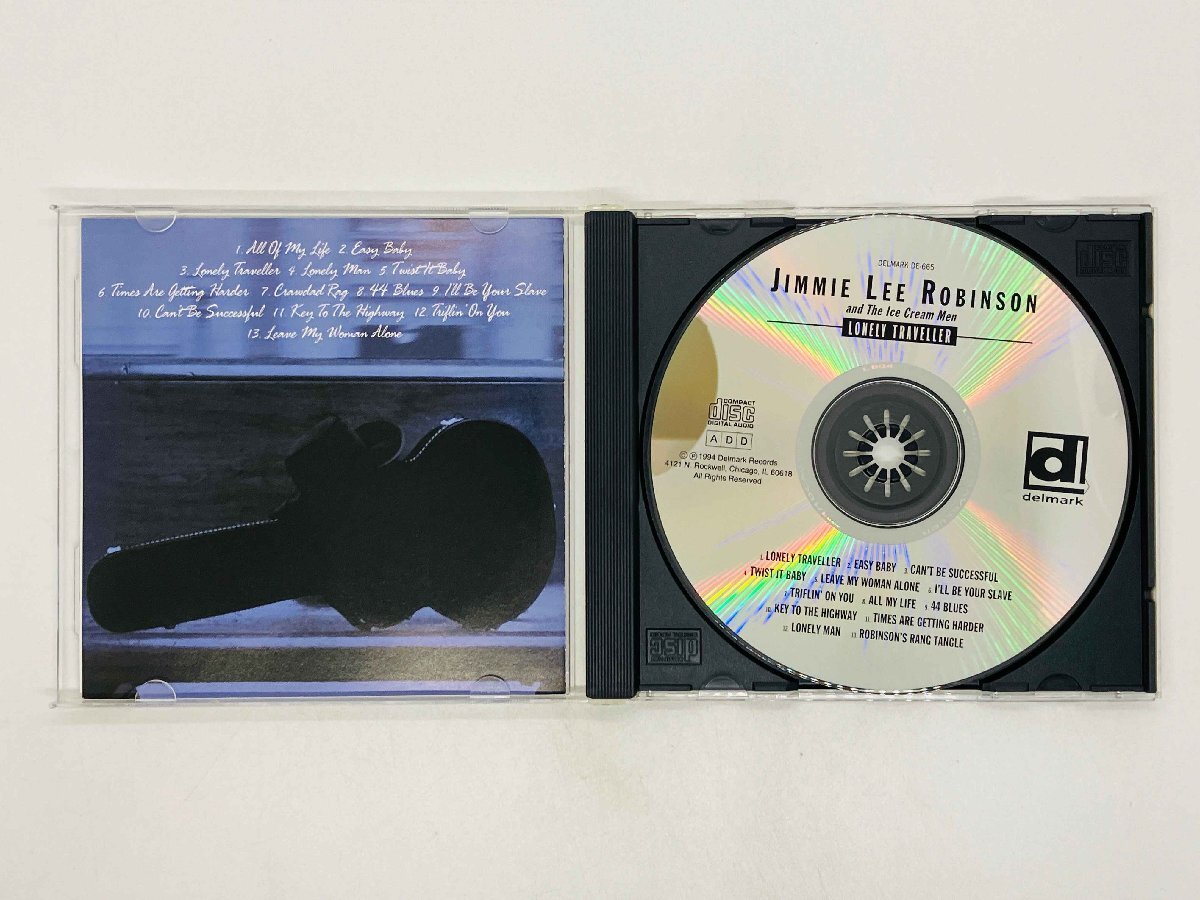 1. All Of My Life 2. Easy Baby
3. Lonely Traveller 4. Lonely Man 5. Twist It Baby
6 Times Are Getting Harder 7. Crawdad Rag 8. 44 Blues 9. I'll Be Your Slave
10. Can't Be Successful 11. Key To The Highway 12. Triflin' On You
13. Leave My Woman Alone
DELMARK DE-665
JIMMIE LEE ROBINSON
and The Ice Cream Men
LONELY TRAVELLER
COMPACT
disc
DIGITAL AUDIO
ADD
© ℗ 1994 Delmark Records
4121 N. Rockwell, Chicago, IL 60618
All Rights Reserved
d
delmark
1. LONELY TRAVELLER 2. EASY BABY 3. CAN'T BE SUCCESSFUL
4. TWIST IT BABY 5. LEAVE MY WOMAN ALONE 6. I'LL BE YOUR SLAVE
7. TRIFLIN' ON YOU 8. ALL MY LIFE 9. 44 BLUES
10. KEY TO THE HIGHWAY 11. TIMES ARE GETTING HARDER
12. LONELY MAN 13. ROBINSON'S RANG TANGLE
disc
disc